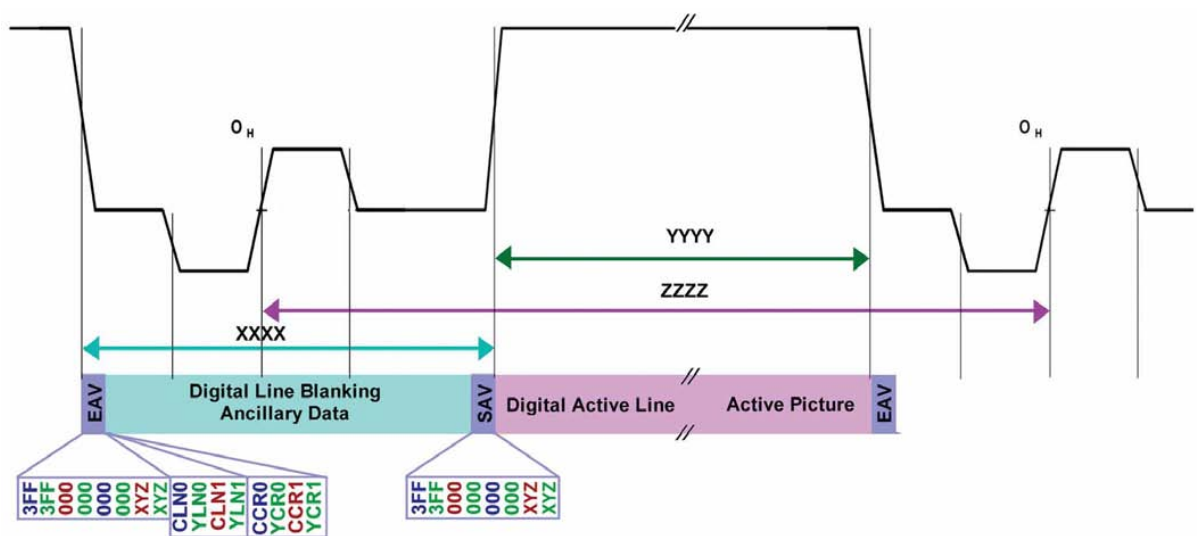 O H
O H
YYYY
ZZZZ
XXXX
EAV
Digital Line Blanking
Ancillary Data
SAV
Digital Active Line
Active Picture
EAV
3FF
3FF
000
000
000
000
XYZ
XYZ
CLN0
YLN0
CLN1
YLN1
CCR0
YCR0
CCR1
YCR1
3FF
3FF
000
000
000
000
XYZ
XYZ